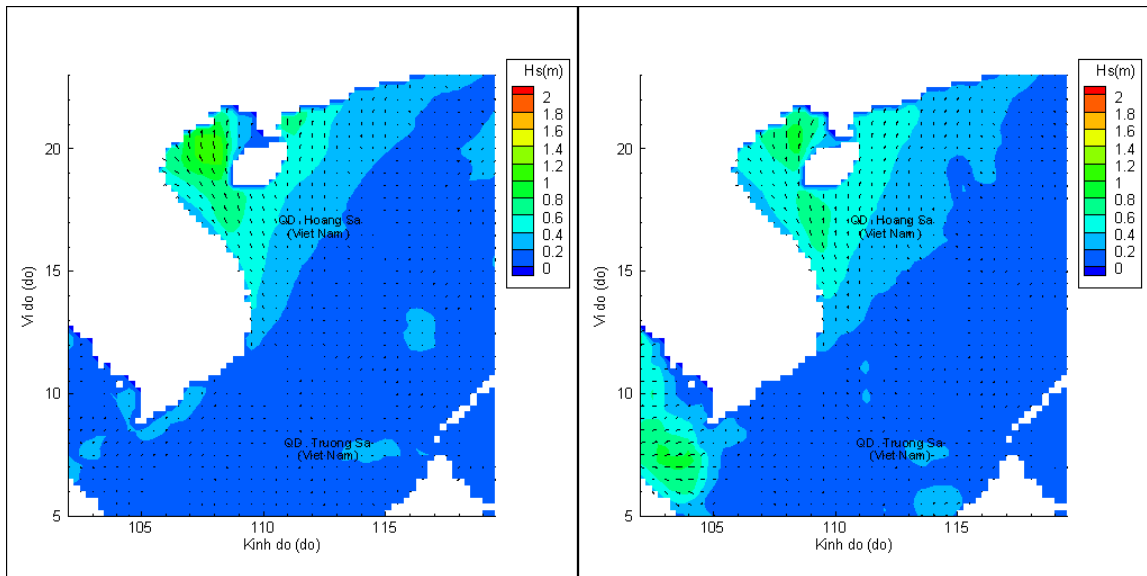 Hs(m)
2
1.8
1.6
1.4
1.2
1
0.8
0.6
0.4
0.2
0
Vi do (do)
20
15
10
5
QD. Hoang Sa
(Viet Nam)
QD. Truong Sa
(Viet Nam)
105
110
115
Kinh do (do)
Hs(m)
2
1.8
1.6
1.4
1.2
1
0.8
0.6
0.4
0.2
0
Vi do (do)
20
15
10
5
QD. Hoang Sa
(Viet Nam)
QD. Truong Sa
(Viet Nam)
105
110
115
Kinh do (do)